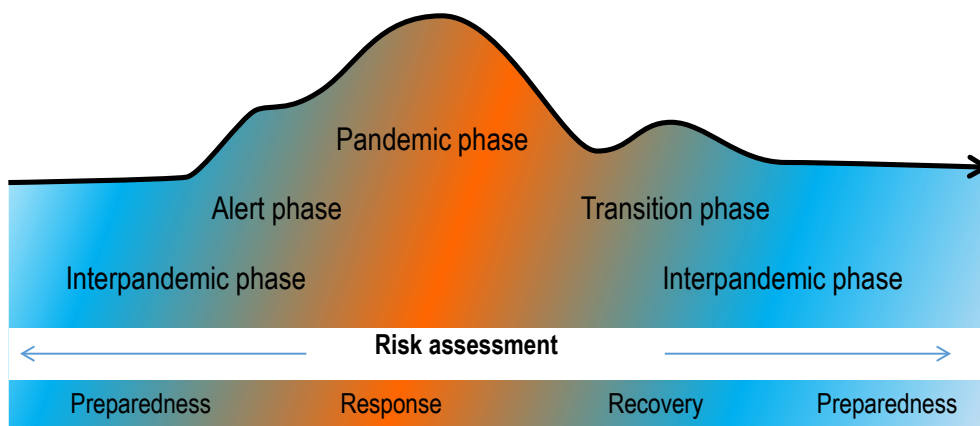 Pandemic phase
Alert phase
Transition phase
Interpandemic phase
Interpandemic phase
Risk assessment
Preparedness
Response
Recovery
Preparedness